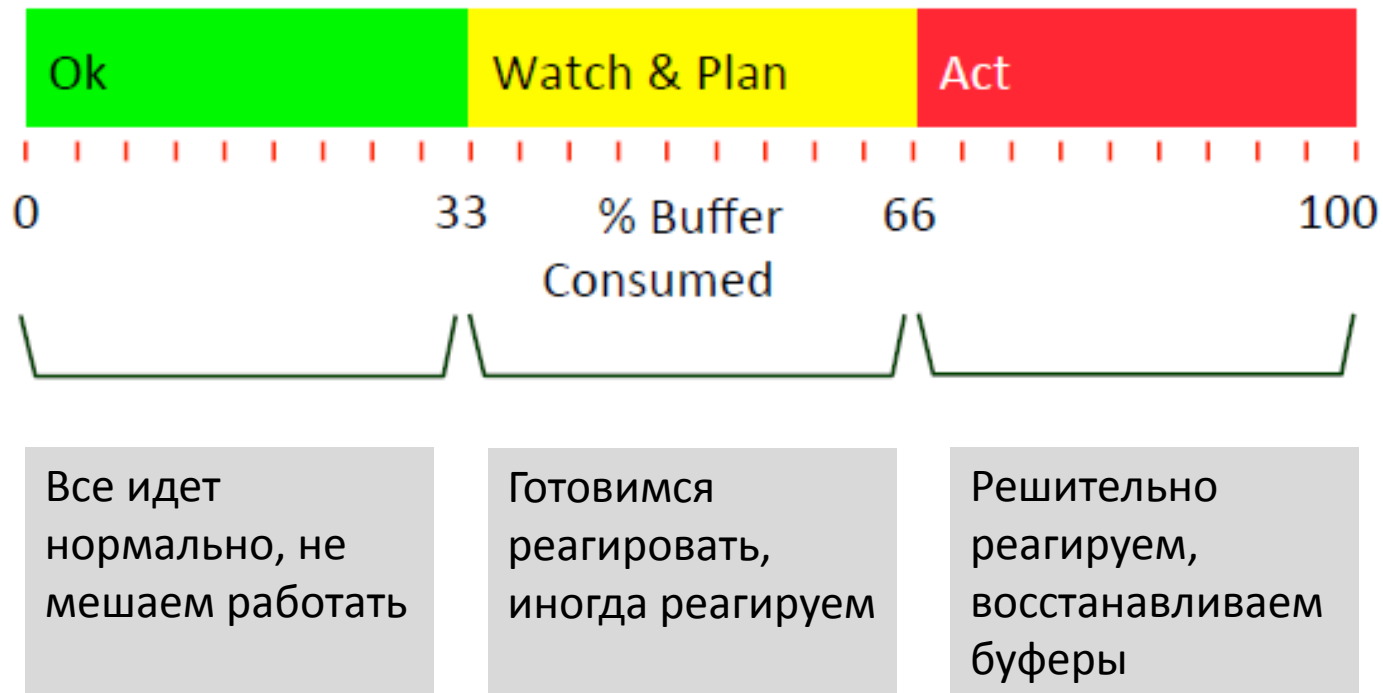 Ok
Watch & Plan
Act
0
33
% Buffer
66
100
Consumed
Все идет
нормально, не
мешаем работать
Готовимся
реагировать,
иногда реагируем
Решительно
реагируем,
восстанавливаем
буферы